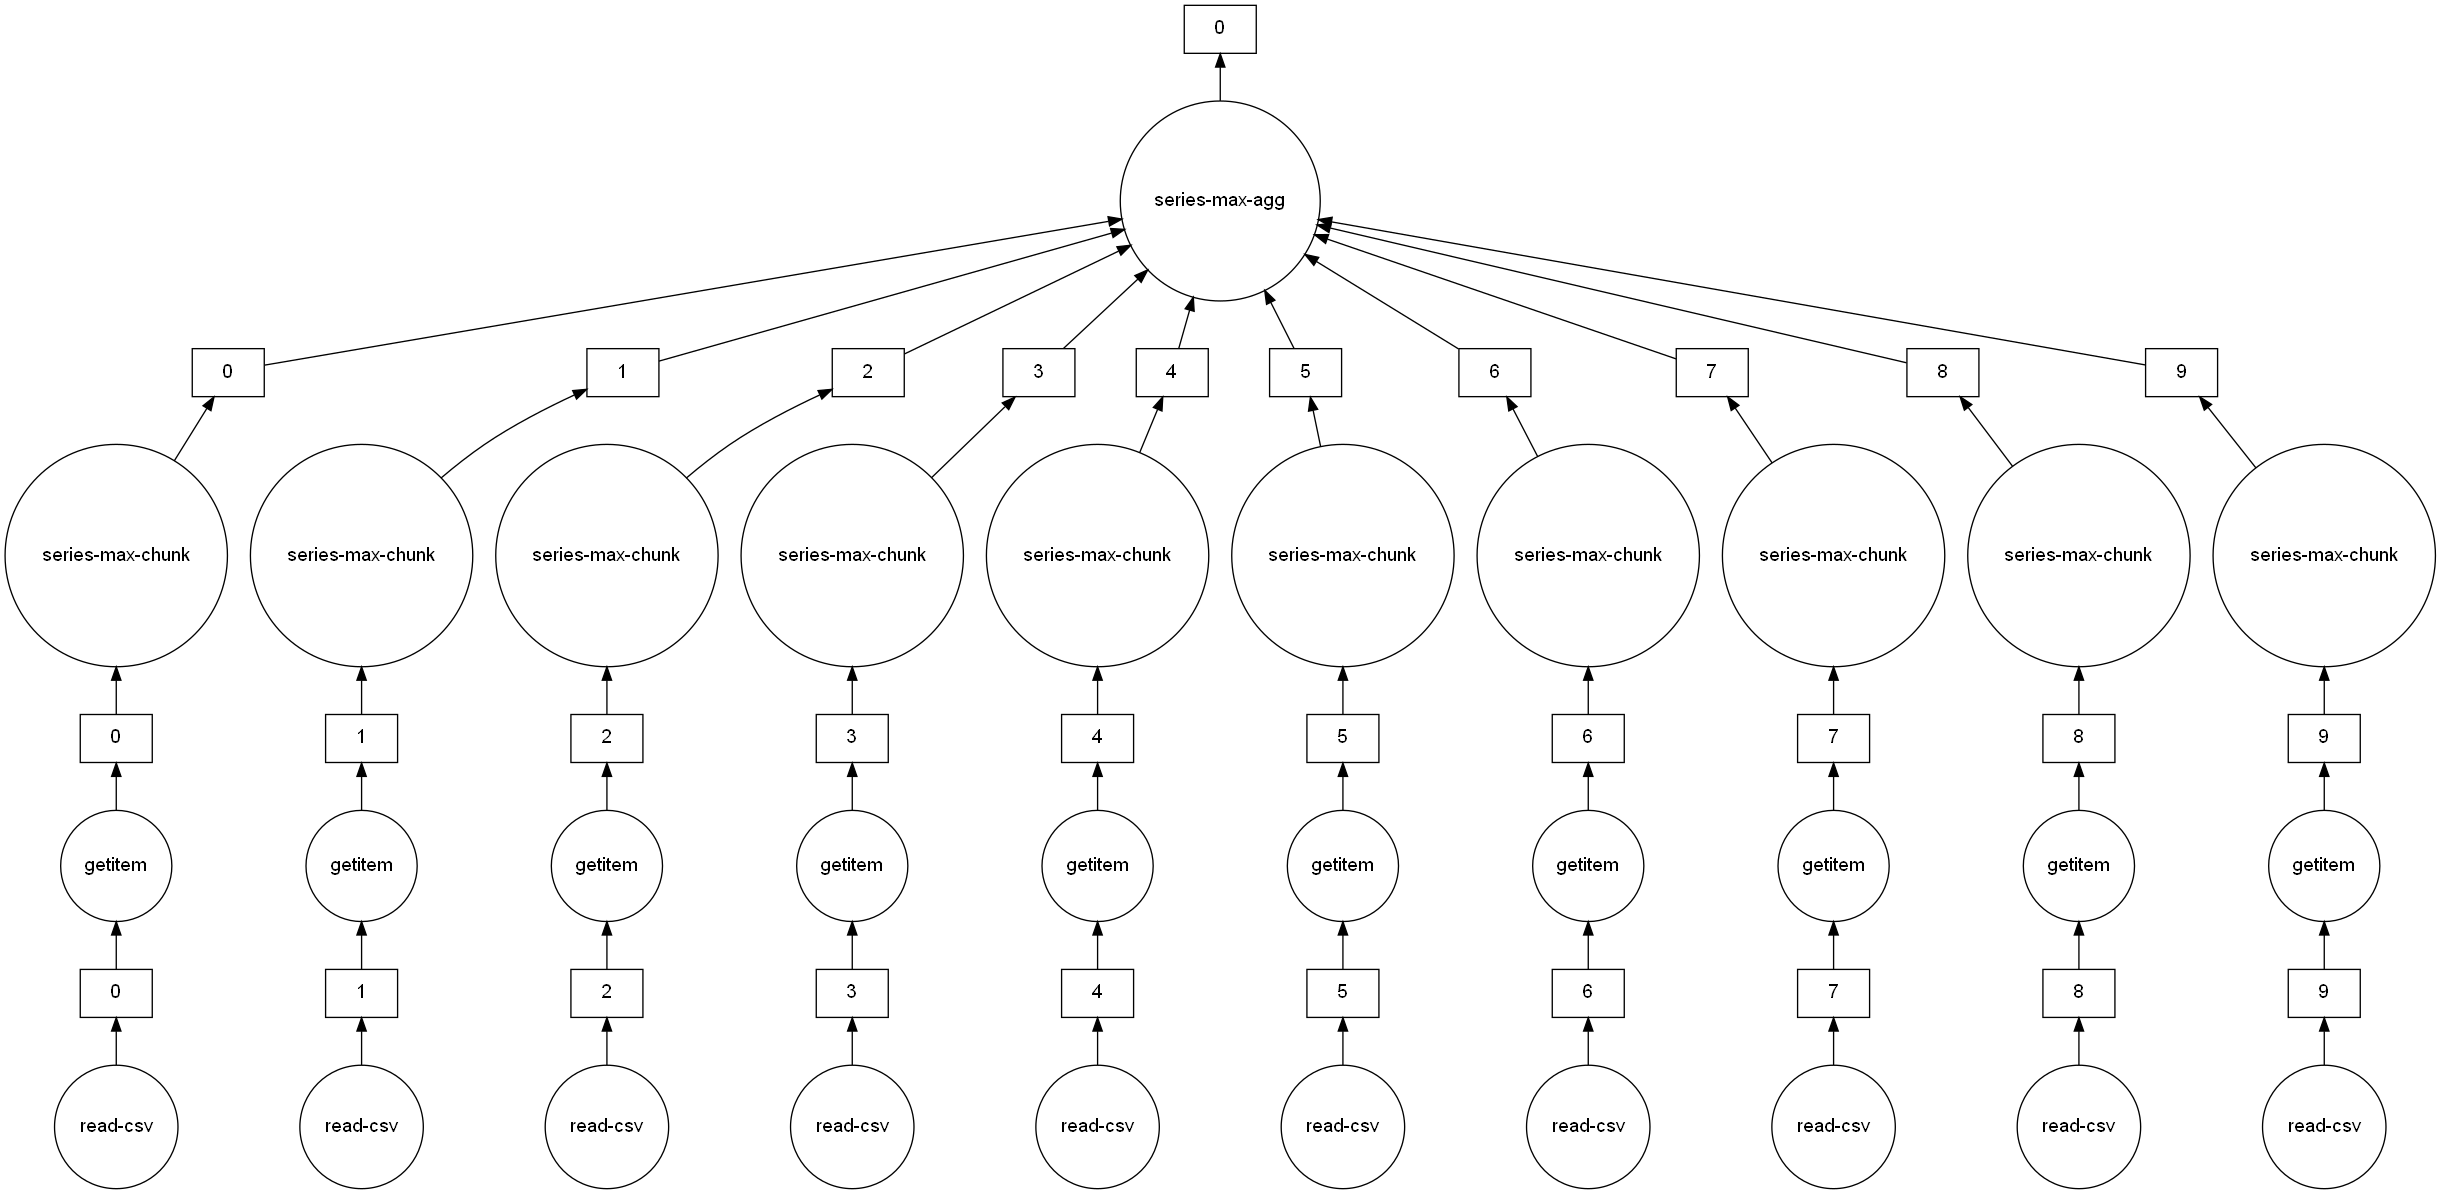 0
series-max-agg
0 1 2 3 4 5 6 7 8 9
series-max-chunk series-max-chunk series-max-chunk series-max-chunk series-max-chunk series-max-chunk series-max-chunk series-max-chunk series-max-chunk series-max-chunk
0 1 2 3 4 5 6 7 8 9
getitem getitem getitem getitem getitem getitem getitem getitem getitem getitem
0 1 2 3 4 5 6 7 8 9
read-csv read-csv read-csv read-csv read-csv read-csv read-csv read-csv read-csv read-csv